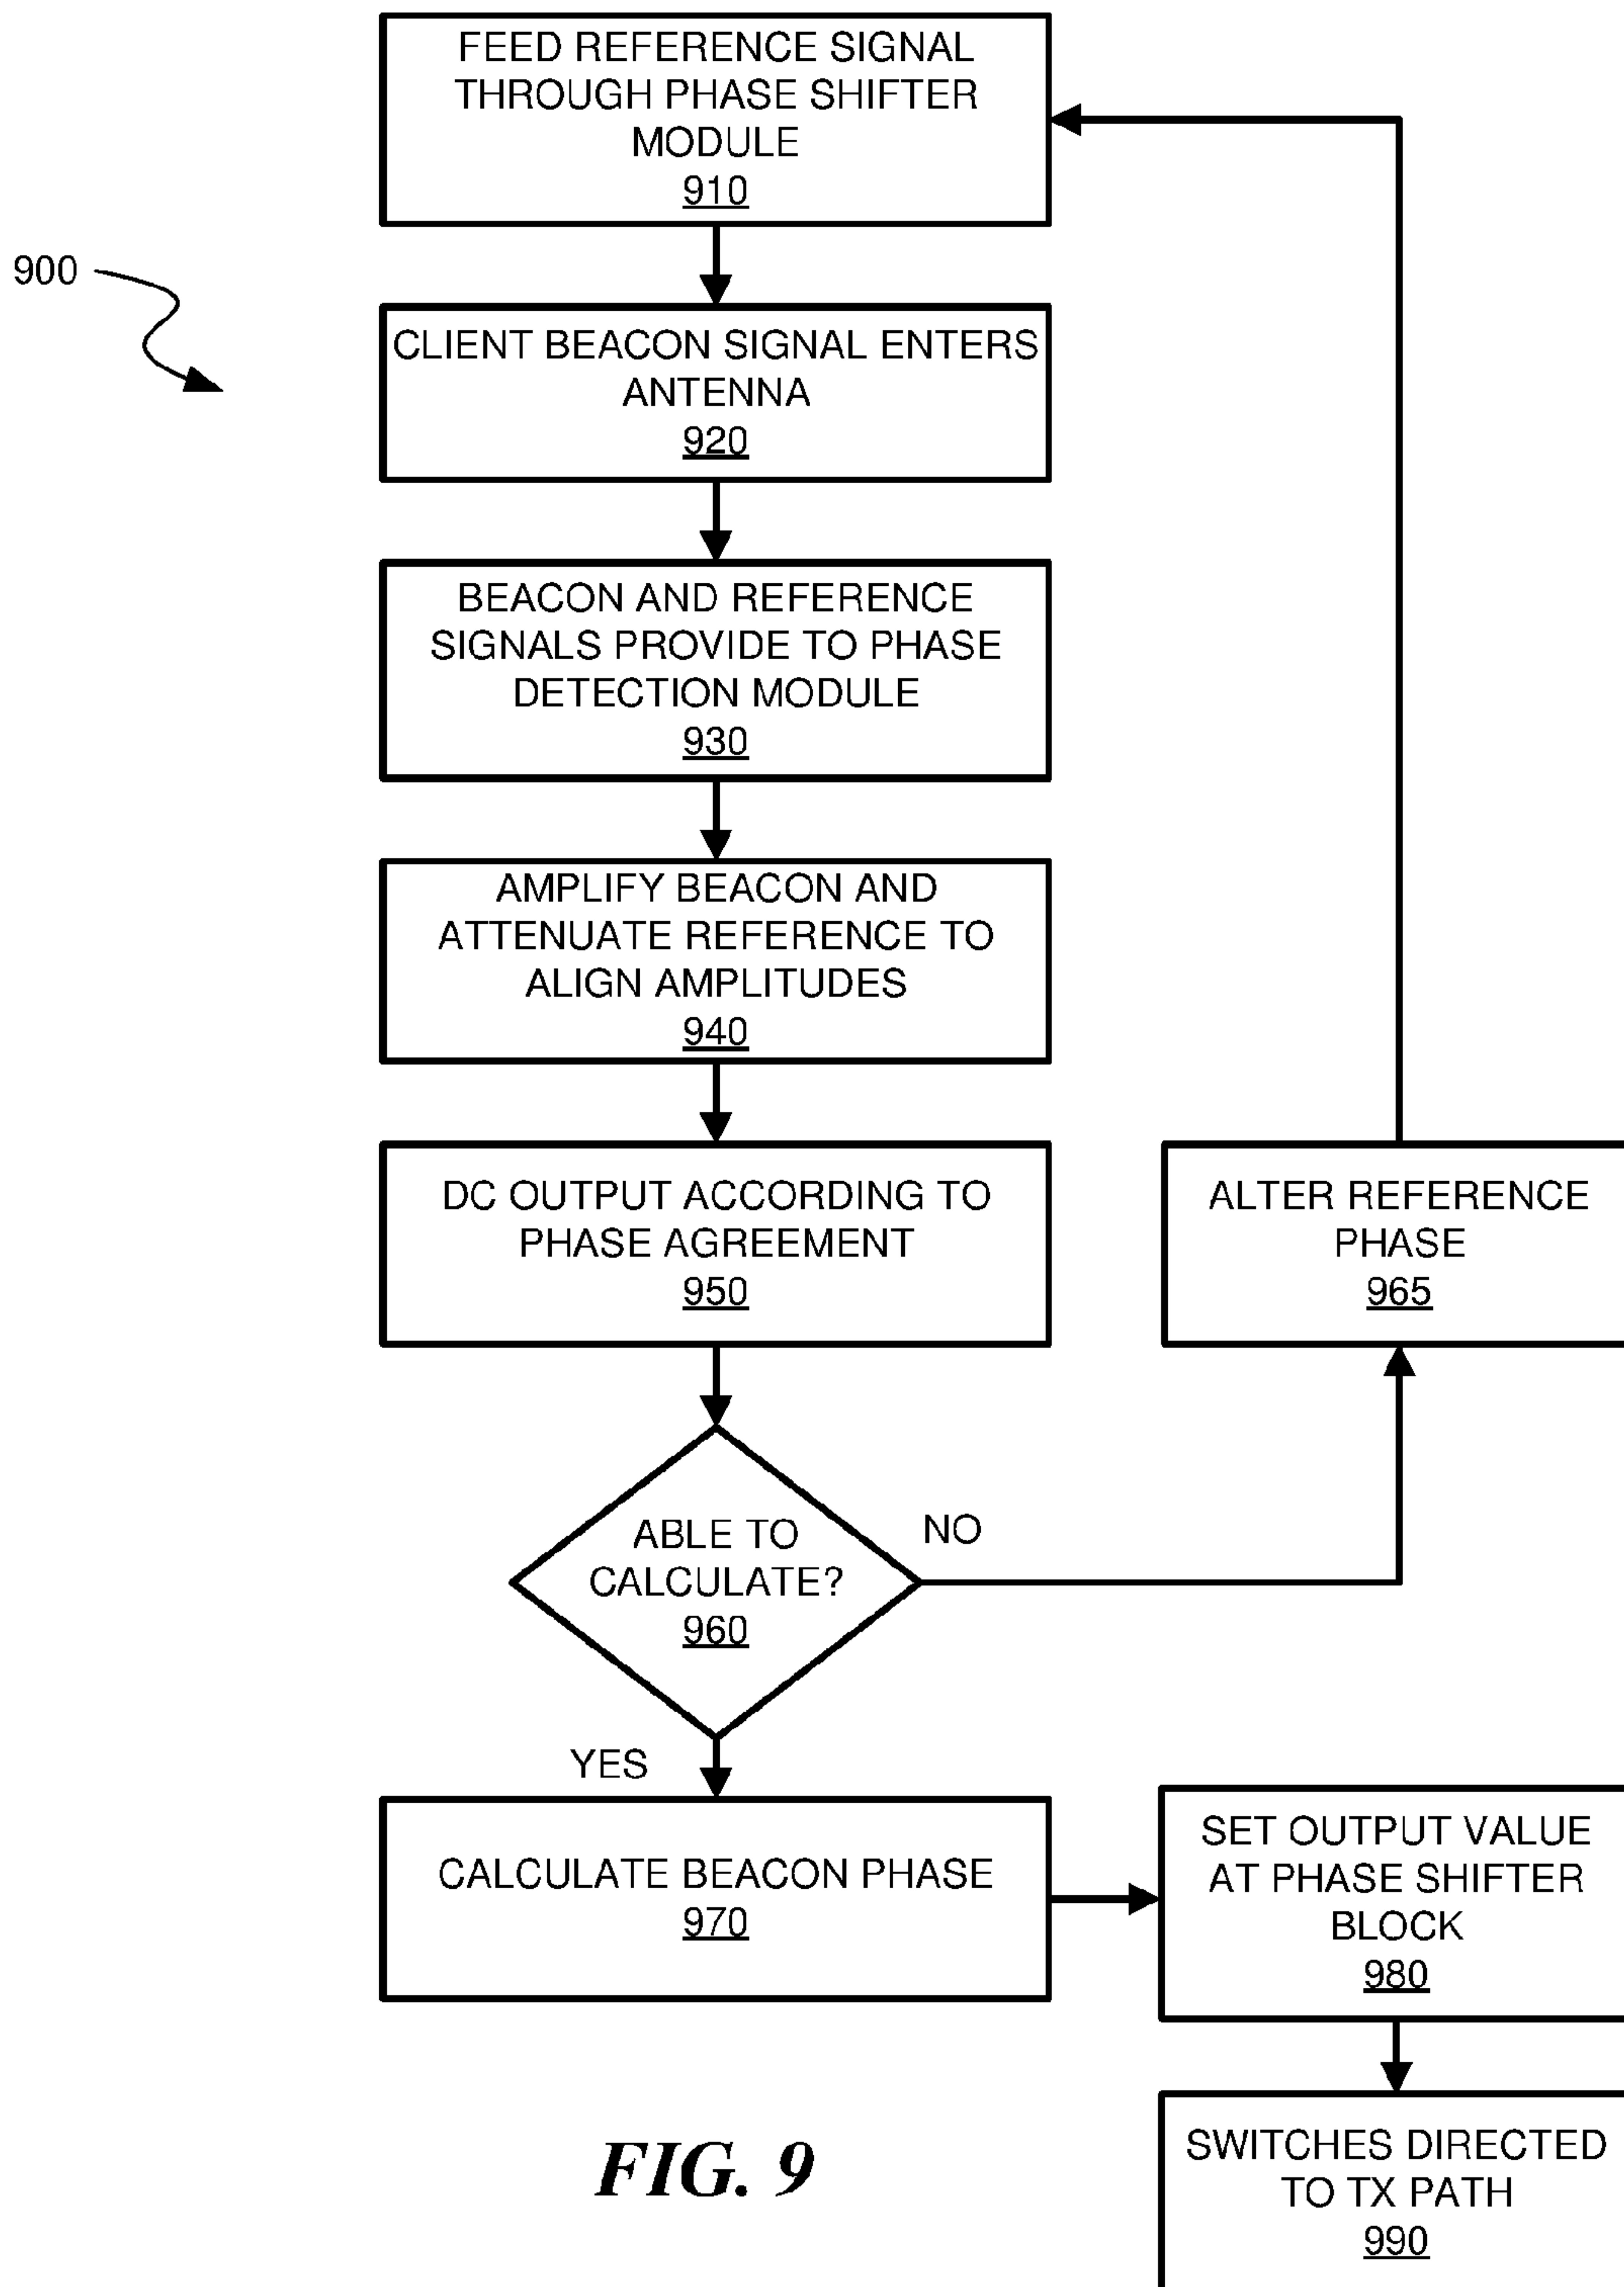 FEED REFERENCE SIGNAL
THROUGH PHASE SHIFTER
MODULE
910
900
CLIENT BEACON SIGNAL ENTERS
ANTENNA
920
BEACON AND REFERENCE
SIGNALS PROVIDE TO PHASE
DETECTION MODULE
930
AMPLIFY BEACON AND
ATTENUATE REFERENCE TO
ALIGN AMPLITUDES
940
DC OUTPUT ACCORDING TO
PHASE AGREEMENT
950
ALTER REFERENCE
PHASE
965
ABLE TO
CALCULATE?
960
NO
YES
CALCULATE BEACON PHASE
970
SET OUTPUT VALUE
AT PHASE SHIFTER
BLOCK
980
SWITCHES DIRECTED
TO TX PATH
990
FIG. 9